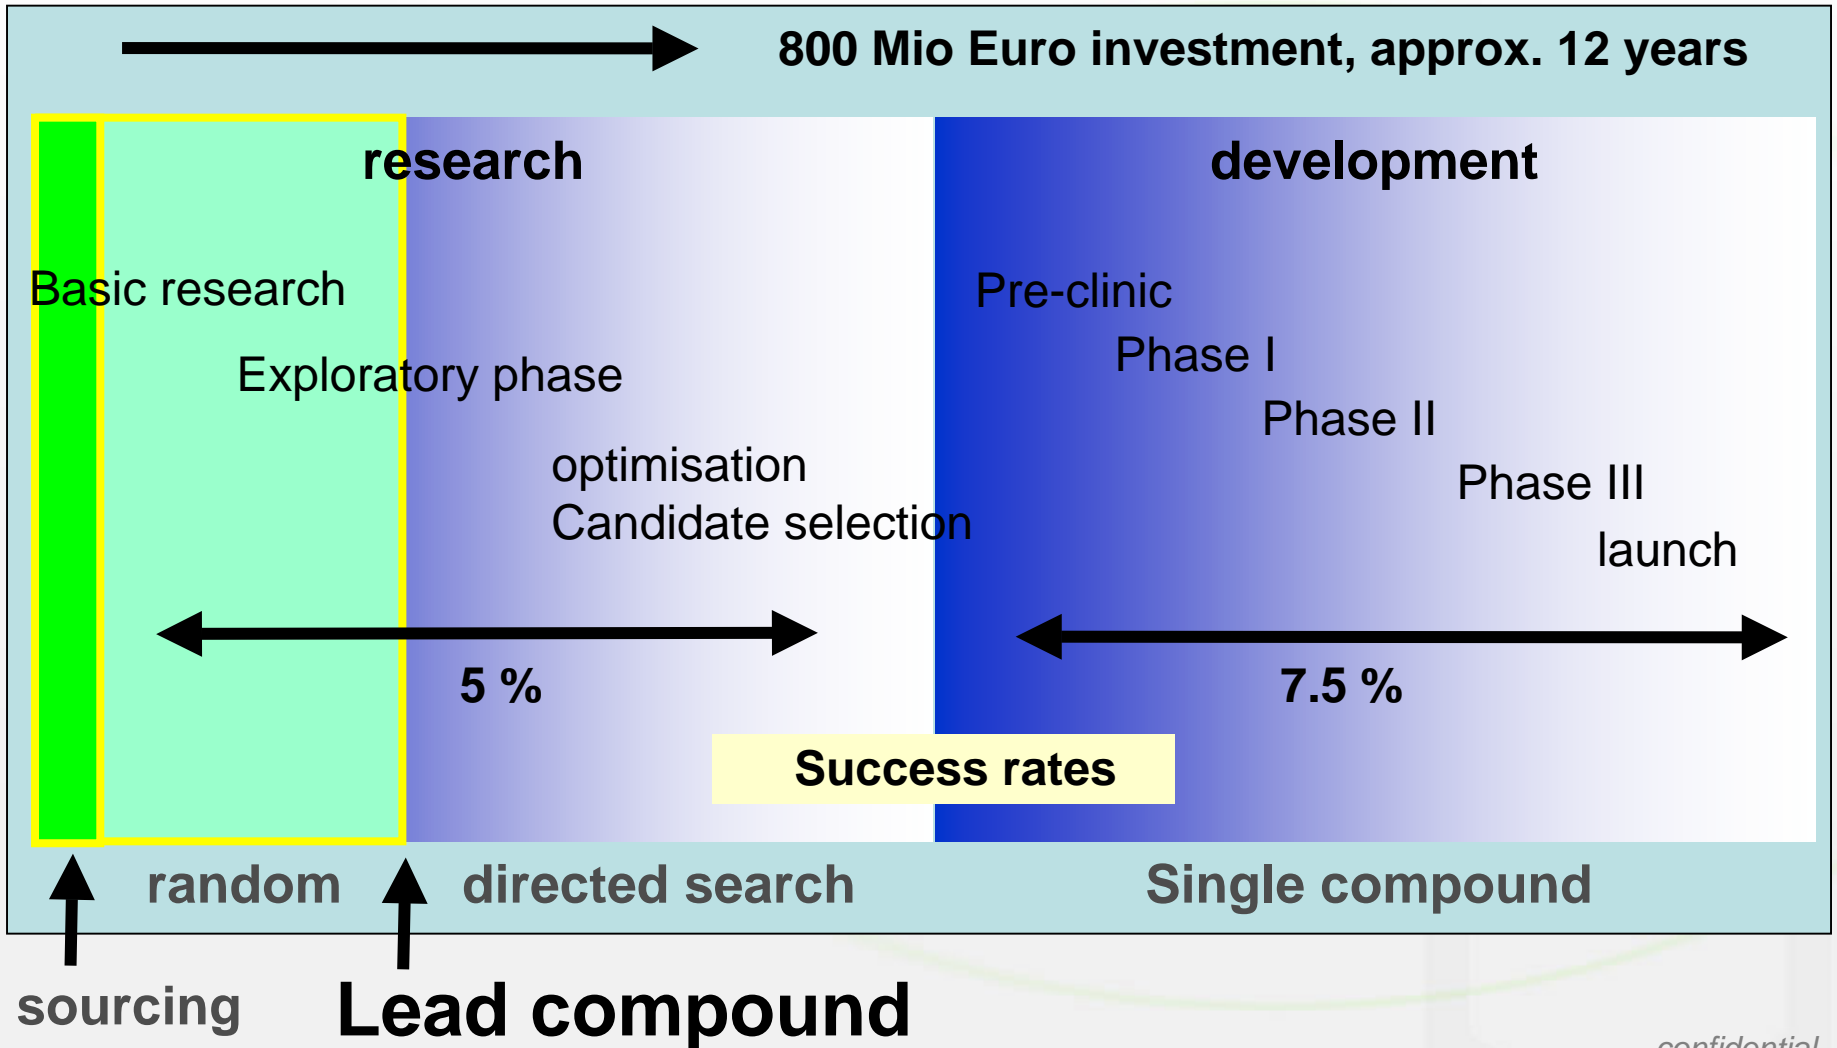 800 Mio Euro investment, approx. 12 years
research
development
Basic research
Pre-clinic
Phase I
Exploratory phase
Phase II
optimisation
Phase III
Candidate selection
launch
5 %
7.5 %
Success rates
random
directed search
Single compound
sourcing
Lead compound
confidential